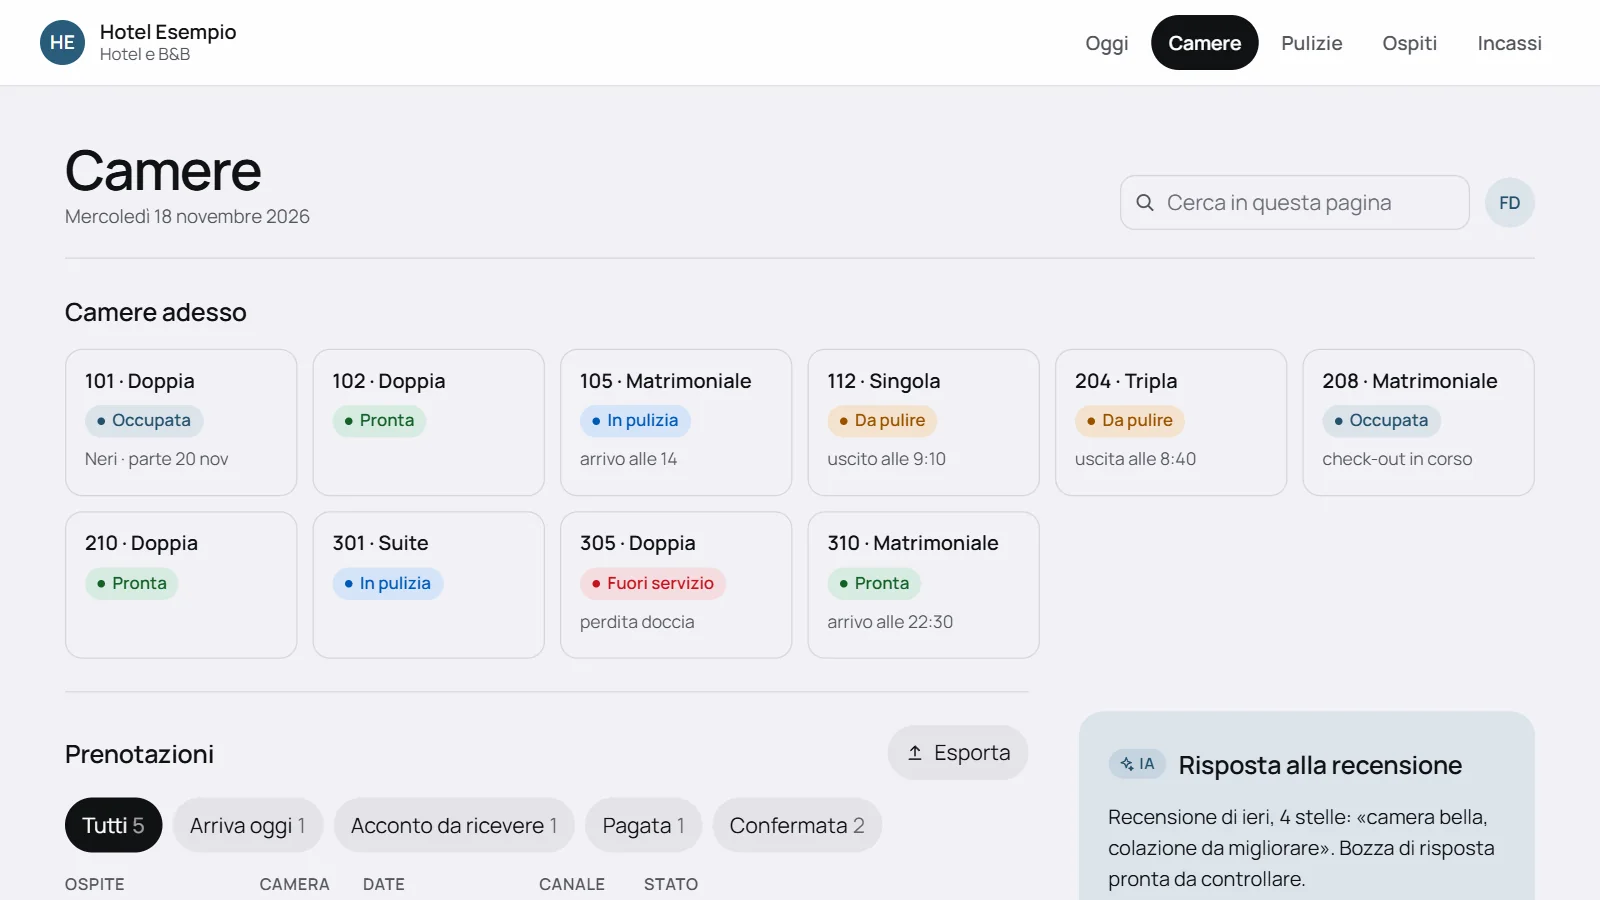 HE
Hotel Esempio
Hotel e B&B
Oggi
Camere
Pulizie
Ospiti
Incassi
Camere
Mercoledì 18 novembre 2026
Cerca in questa pagina
FD
Camere adesso
101 · Doppia
Occupata
Neri · parte 20 nov
102 · Doppia
Pronta
105 · Matrimoniale
In pulizia
arrivo alle 14
112 · Singola
Da pulire
uscito alle 9:10
204 · Tripla
Da pulire
uscita alle 8:40
208 · Matrimoniale
Occupata
check-out in corso
210 · Doppia
Pronta
301 · Suite
In pulizia
305 · Doppia
Fuori servizio
perdita doccia
310 · Matrimoniale
Pronta
arrivo alle 22:30
Prenotazioni
Esporta
Tutti 5
Arriva oggi 1
Acconto da ricevere 1
Pagata 1
Confermata 2
OSPITE
CAMERA
DATE
CANALE
STATO
IA
Risposta alla recensione
Recensione di ieri, 4 stelle: «camera bella,
colazione da migliorare». Bozza di risposta
pronta da controllare.